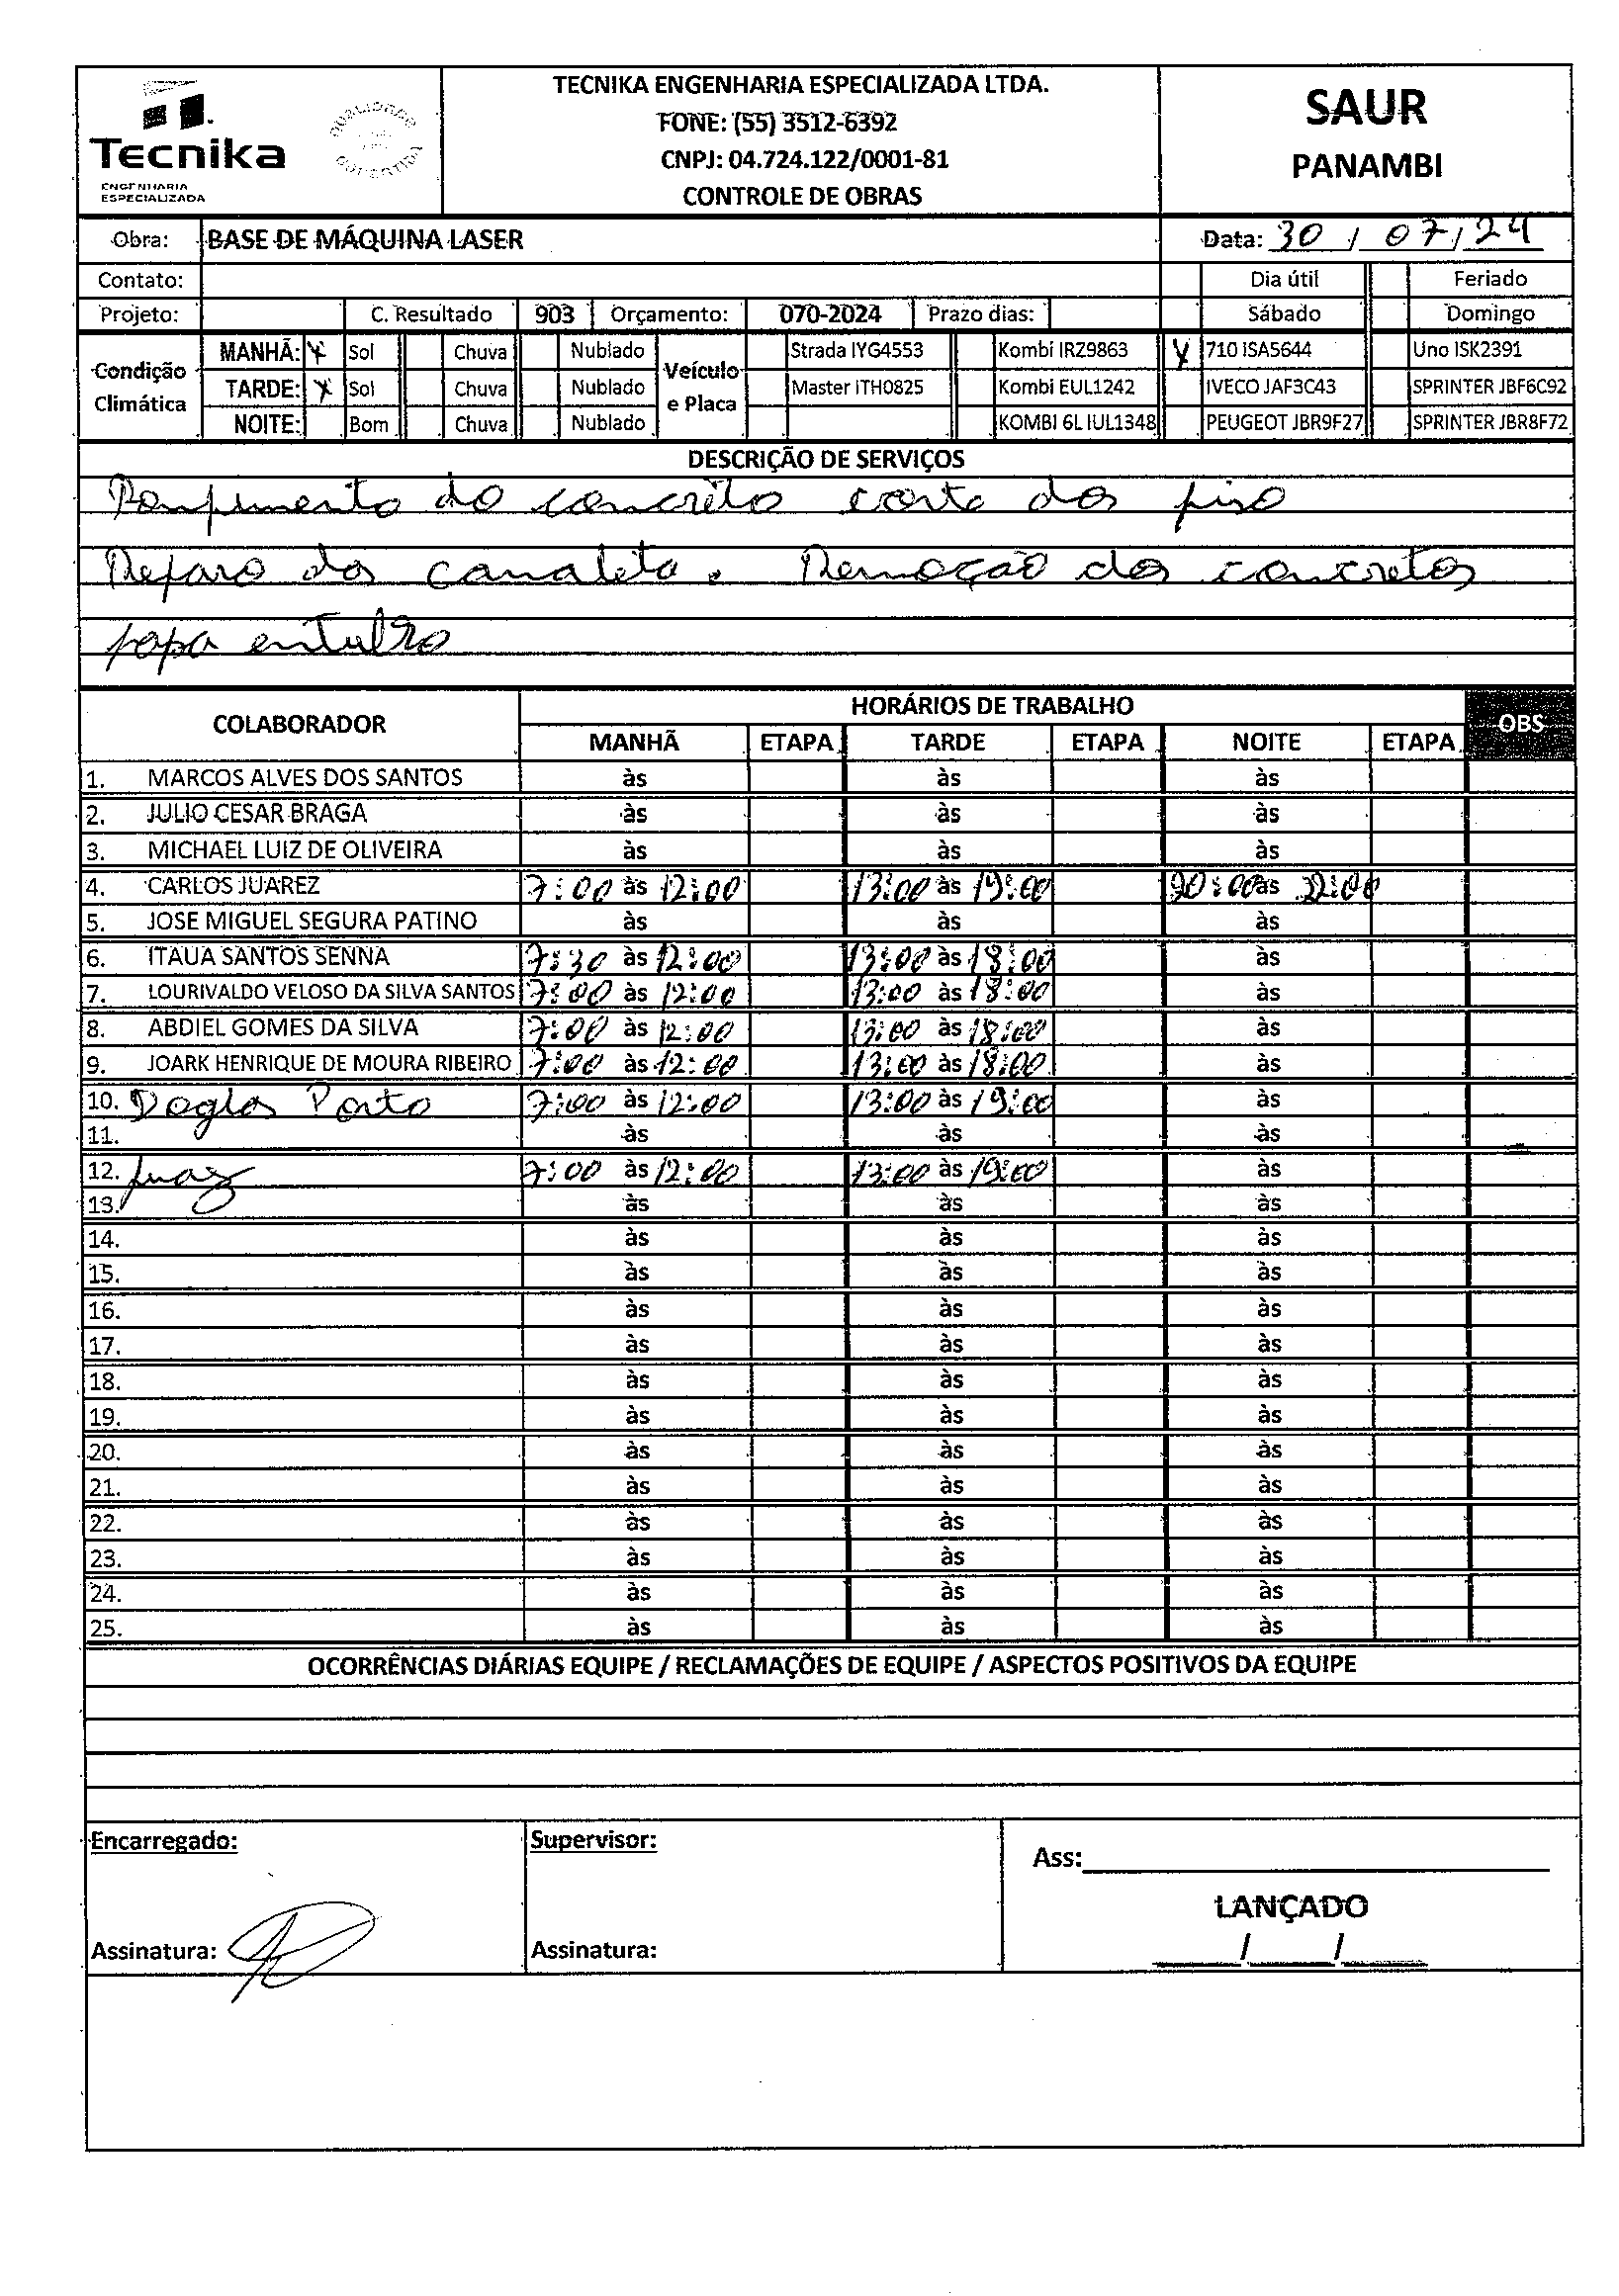 TECNIKA ENGENHARIA ESPECIALIZADA LTDA.
SAUR
FONE: (55) 3512-6392
Tecnika
CNPJ: 04.724.122/0001-81
PANAMBI
ENGENHARIA
ESPECIALIZADA
CONTROLE DE OBRAS
Obra: BASE DE MÁQUINA LASER Data: 30 / 07 / 24
Contato: Dia útil Feriado
Projeto: C. Resultado 903 Orçamento: 070-2024 Prazo dias: Sábado Domingo
Condição Climática MANHÃ: X Sol Chuva Nublado Veículo e Placa Strada IYG4553 Kombi IRZ9863 X 710 ISA5644 Uno ISK2391
TARDE: X Sol Chuva Nublado Master ITH0825 Kombi EUL1242 IVECO JAF3C43 SPRINTER JBF6C92
NOITE: Bom Chuva Nublado KOMBI 6L IUL1348 PEUGEOT JBR9F27 SPRINTER JBR8F72
DESCRIÇÃO DE SERVIÇOS
do concreto corte dos piso
Reparo dos canaleta. Remoção dos concretos
papa entulho
COLABORADOR HORÁRIOS DE TRABALHO OBS
MANHÃ ETAPA TARDE ETAPA NOITE ETAPA
1. MARCOS ALVES DOS SANTOS às às às
2. JULIO CESAR BRAGA às às às
3. MICHAEL LUIZ DE OLIVEIRA às às às
4. CARLOS JUAREZ 7:00 às 12:00 13:00 às 19:00 20:00 às 22:00
5. JOSE MIGUEL SEGURA PATINO às às às
6. ITAUA SANTOS SENNA 7:30 às 12:00 13:00 às 18:00 às
7. LOURIVALDO VELOSO DA SILVA SANTOS 7:00 às 12:00 13:00 às 18:00 às
8. ABDIEL GOMES DA SILVA 7:00 às 12:00 13:00 às 18:00 às
9. JOARK HENRIQUE DE MOURA RIBEIRO 7:00 às 12:00 13:00 às 18:00 às
10. Doglos Porto 7:00 às 12:00 13:00 às 19:00 às
11. às às às
12. 7:00 às 12:00 13:00 às 19:00 às
13. às às às
14. às às às
15. às às às
16. às às às
17. às às às
18. às às às
19. às às às
20. às às às
21. às às às
22. às às às
23. às às às
24. às às às
25. às às às
OCORRÊNCIAS DIÁRIAS EQUIPE / RECLAMAÇÕES DE EQUIPE / ASPECTOS POSITIVOS DA EQUIPE
Encarregado: Supervisor: Ass:
LANÇADO
Assinatura: Assinatura: / /